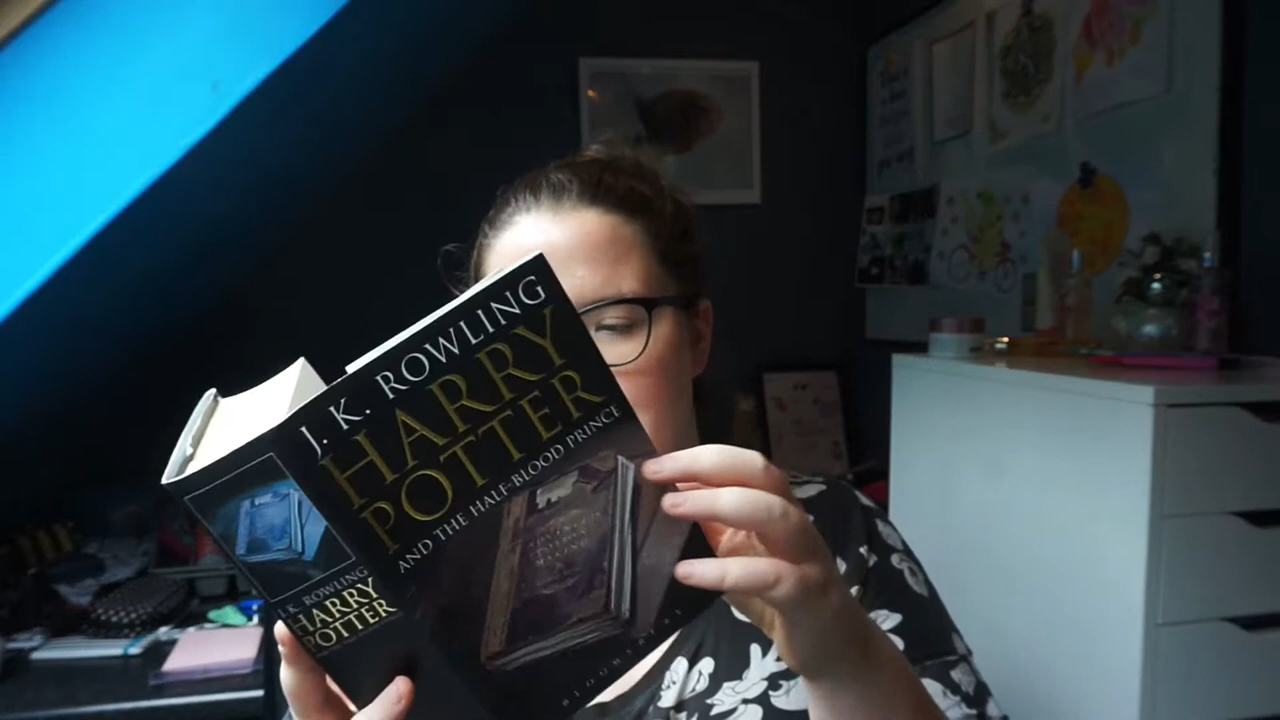 J. K. ROWLING
HARRY
POTTER
AND THE HALF-BLOOD PRINCE
BLOOMSBURY
J.K. ROWLING
HARRY
POTTER